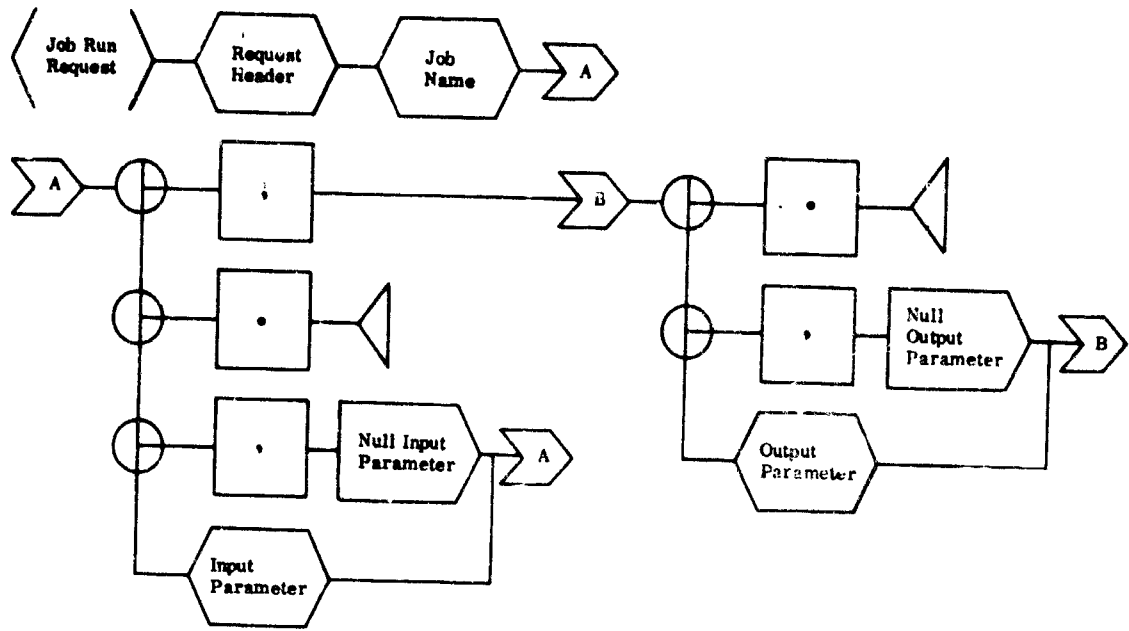 Job Run
Request
Request
Header
Job
Name
A
A
;
B
.
.
,
Null
Output
Parameter
B
,
Null Input
Parameter
A
Output
Parameter
Input
Parameter